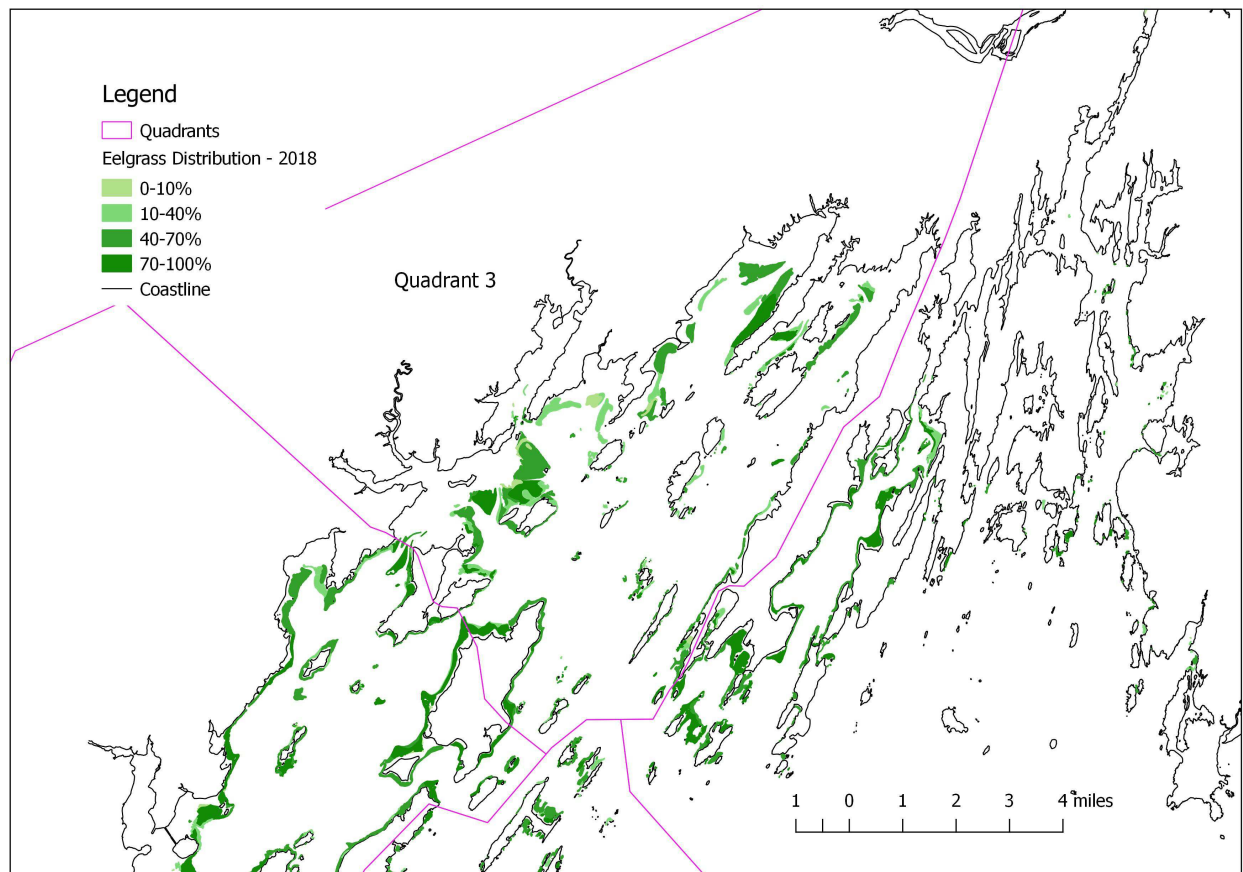 Legend
Quadrants
Eelgrass Distribution - 2018
0-10%
10-40%
40-70%
70-100%
Coastline
Quadrant 3
1 0 1 2 3 4 miles